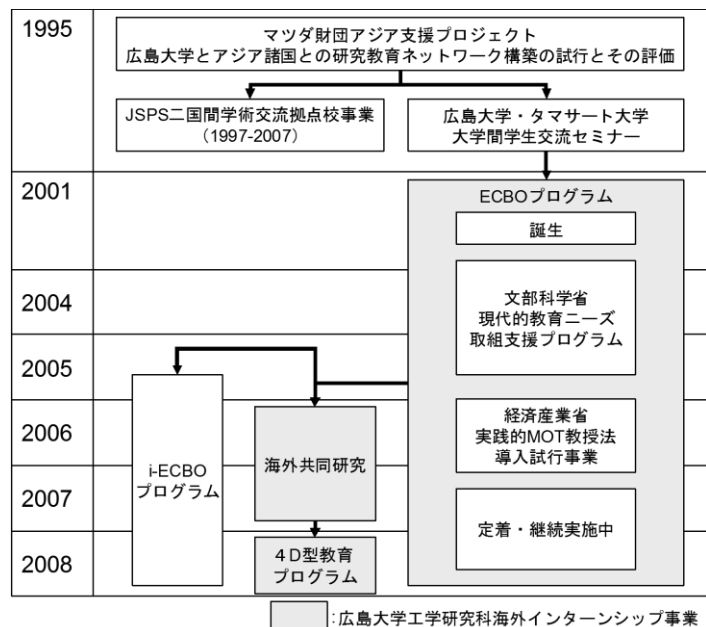 1995
マツダ財団アジア支援プロジェクト
広島大学とアジア諸国との研究教育ネットワーク構築の試行とその評価
JSPS二国間学術交流拠点校事業
（1997-2007）
広島大学・タマサート大学
大学間学生交流セミナー
2001
ECBOプログラム
誕生
2004
文部科学省
現代的教育ニーズ
取組支援プログラム
2005
2006
経済産業省
実践的MOT教授法
導入試行事業
海外共同研究
i-ECBO
プログラム
2007
定着・継続実施中
2008
４D型教育
プログラム
：広島大学工学研究科海外インターンシップ事業